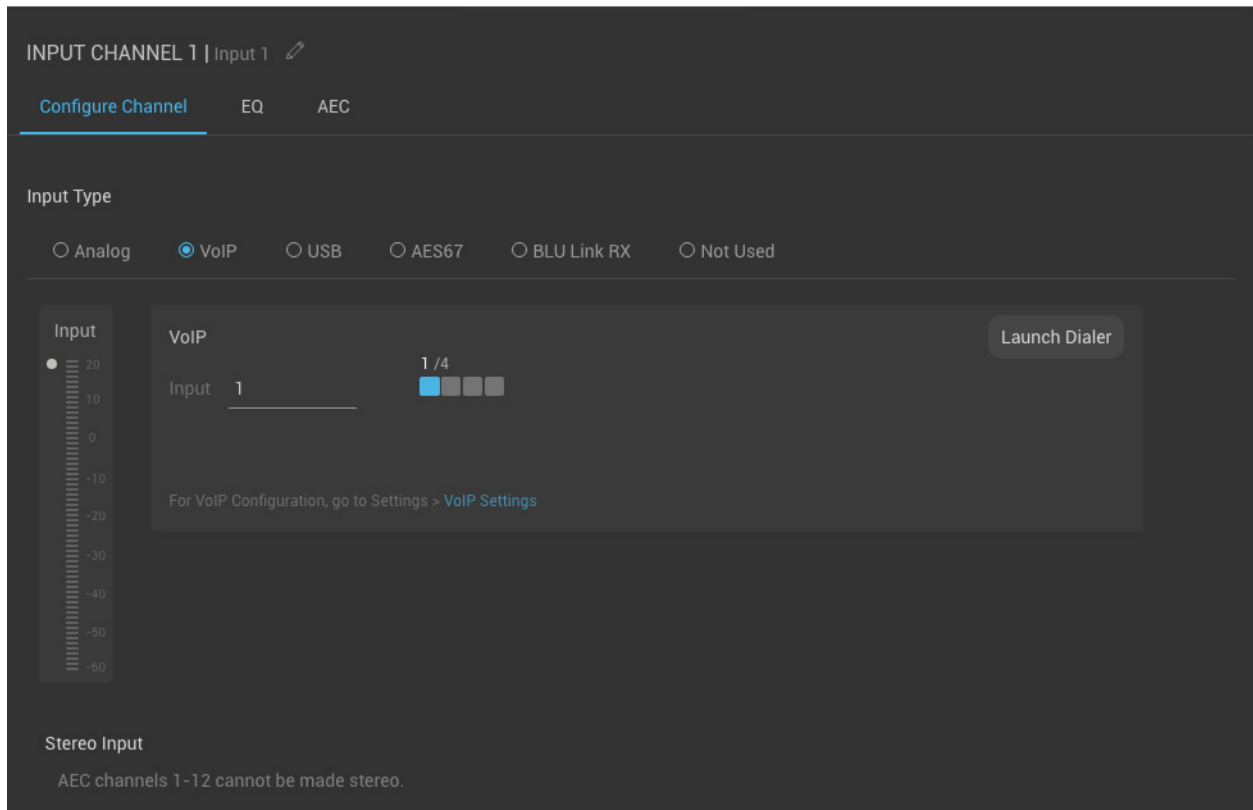 INPUT CHANNEL 1 | Input 1
Configure Channel EQ AEC
Input Type
Analog VoIP USB AES67 BLU Link RX Not Used
Input
20
10
0
-10
-20
-30
-40
-50
-60
VoIP
Launch Dialer
Input 1
1 /4
For VoIP Configuration, go to Settings > VoIP Settings
Stereo Input
AEC channels 1-12 cannot be made stereo.